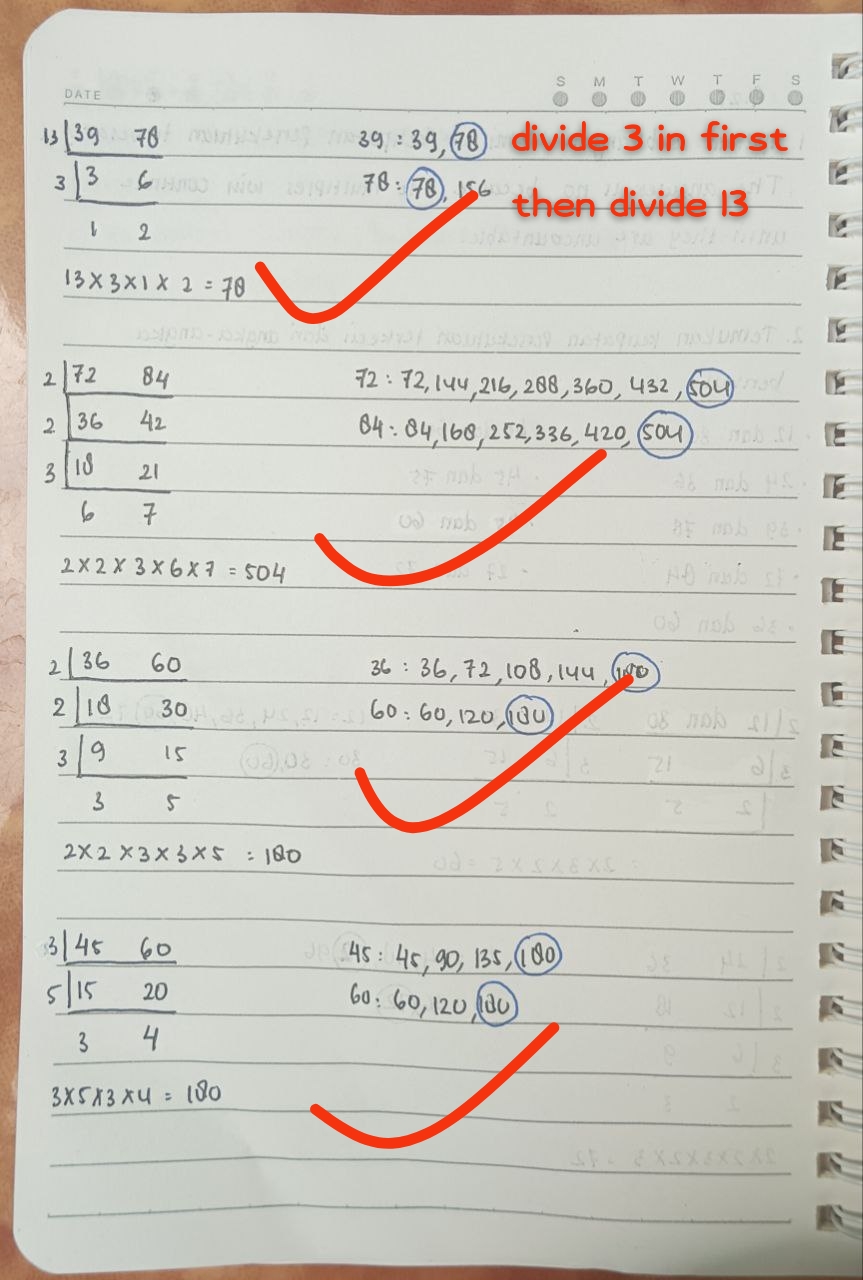 DATE S M T W T F S
13 39 78 39 : 39, 78 divide 3 in first
3 3 6 78 : 78, 156 then divide 13
1 2
13 x 3 x 1 x 2 = 78
2 72 84 72 : 72, 144, 216, 288, 360, 432, 504
2 36 42 84 : 84, 168, 252, 336, 420, 504
3 18 21
6 7
2 x 2 x 3 x 6 x 7 = 504
2 36 60 36 : 36, 72, 108, 144, 180
2 18 30 60 : 60, 120, 180
3 9 15
3 5
2 x 2 x 3 x 3 x 5 = 180
3 45 60 45 : 45, 90, 135, 180
5 15 20 60 : 60, 120, 180
3 4
3 x 5 x 3 x 4 = 180